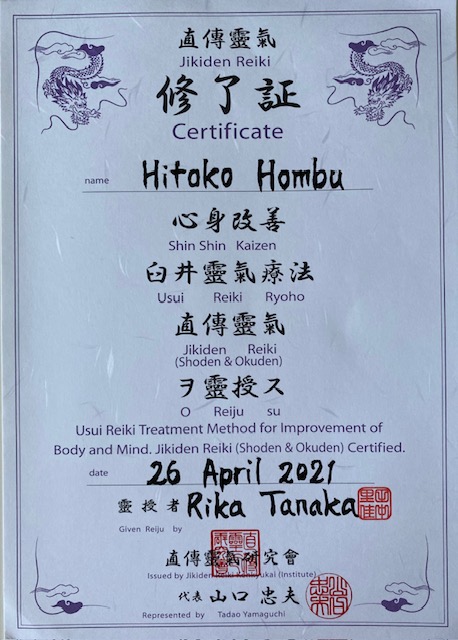 直傳靈氣
Jikiden Reiki
修了証
Certificate
name Hitoko Hombu
心身改善
Shin Shin Kaizen
臼井靈氣療法
Usui Reiki Ryoho
直傳靈氣
Jikiden Reiki
(Shoden & Okuden)
ヲ靈授ス
O Reiju su
Usui Reiki Treatment Method for Improvement of
Body and Mind. Jikiden Reiki (Shoden & Okuden) Certified.
date 26 April 2021
靈授者 Rika Tanaka
Given Reiju by
直傳靈氣研究會
Issued by Jikiden Reiki Kenkyukai (Institute)
代表 山口忠夫
Represented by Tadao Yamaguchi